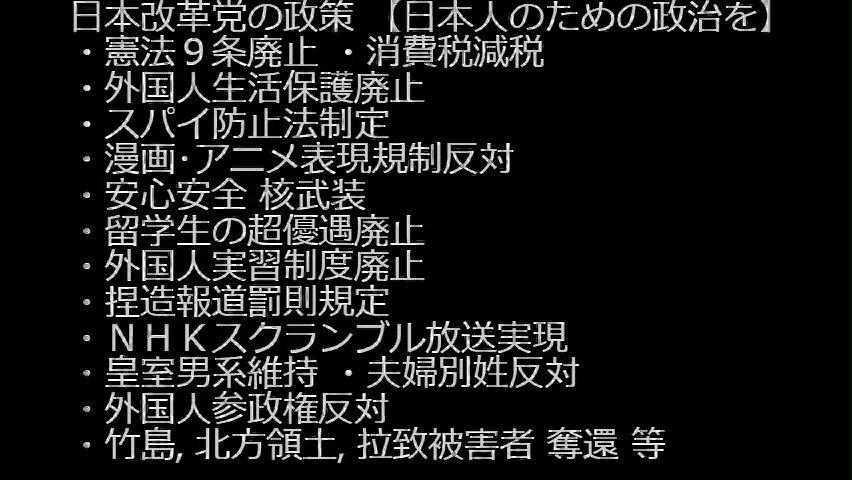 日本改革党の政策 【日本人のための政治を】
・憲法９条廃止 ・消費税減税
・外国人生活保護廃止
・スパイ防止法制定
・漫画･アニメ表現規制反対
・安心安全 核武装
・留学生の超優遇廃止
・外国人実習制度廃止
・捏造報道罰則規定
・ＮＨＫスクランブル放送実現
・皇室男系維持 ・夫婦別姓反対
・外国人参政権反対
・竹島, 北方領土, 拉致被害者 奪還 等